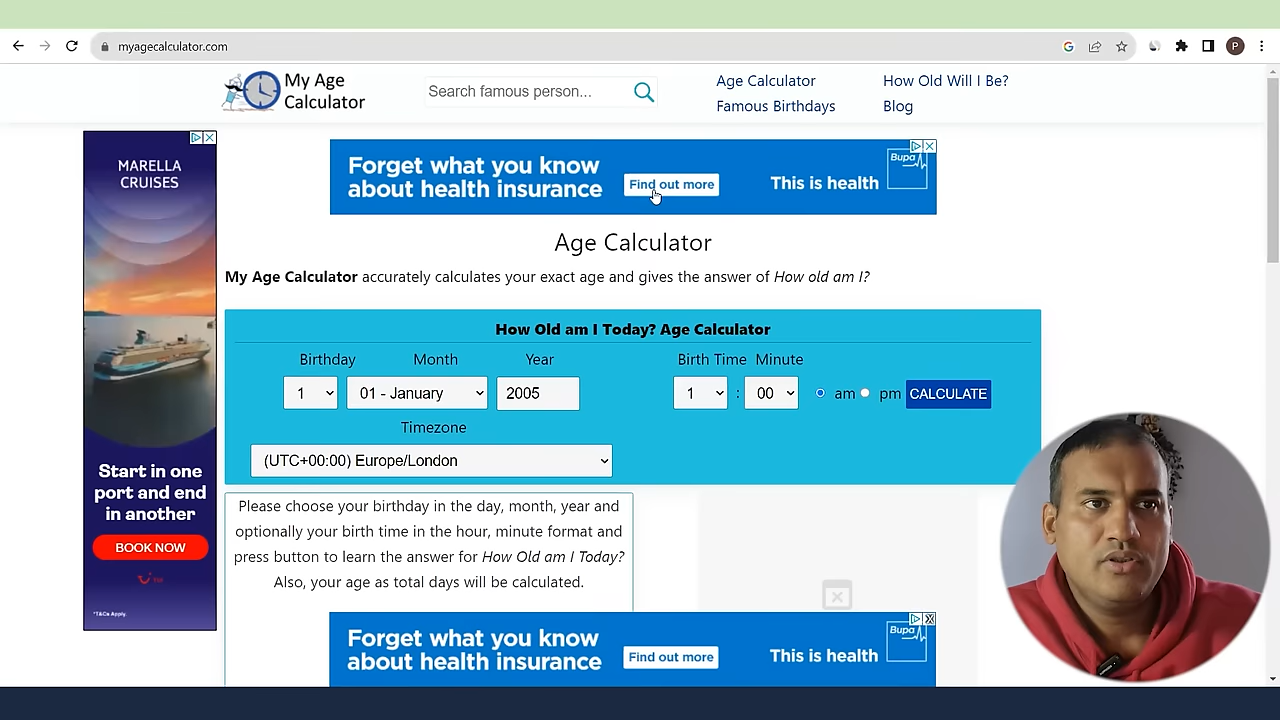 myagecalculator.com
P
My Age
Calculator
Search famous person...
Age Calculator
How Old Will I Be?
Famous Birthdays
Blog
MARELLA
CRUISES
Start in one
port and end
in another
BOOK NOW
*T&Cs Apply.
Forget what you know
about health insurance
Find out more
This is health
Bupa
Age Calculator
My Age Calculator accurately calculates your exact age and gives the answer of How old am I?
How Old am I Today? Age Calculator
Birthday Month Year Birth Time Minute
1 01 - January 2005 1 : 00 am pm CALCULATE
Timezone
(UTC+00:00) Europe/London
Please choose your birthday in the day, month, year and
optionally your birth time in the hour, minute format and
press button to learn the answer for How Old am I Today?
Also, your age as total days will be calculated.
Forget what you know
about health insurance
Find out more
This is health
Bupa